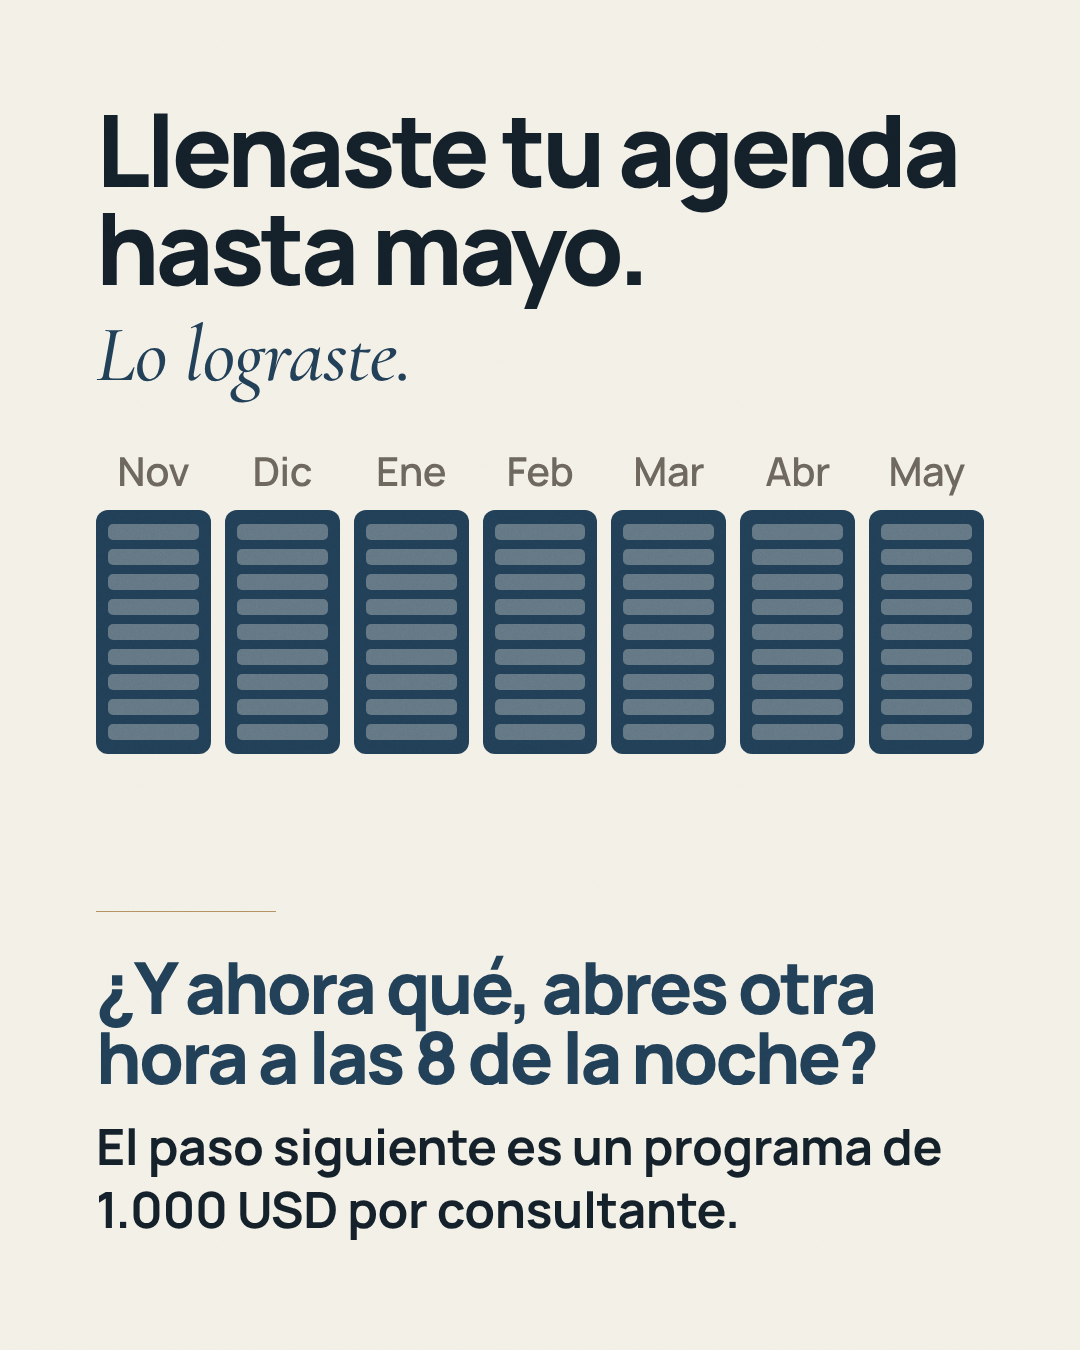 Llenaste tu agenda
hasta mayo.
Lo lograste.
Nov Dic Ene Feb Mar Abr May
¿Y ahora qué, abres otra
hora a las 8 de la noche?
El paso siguiente es un programa de
1.000 USD por consultante.